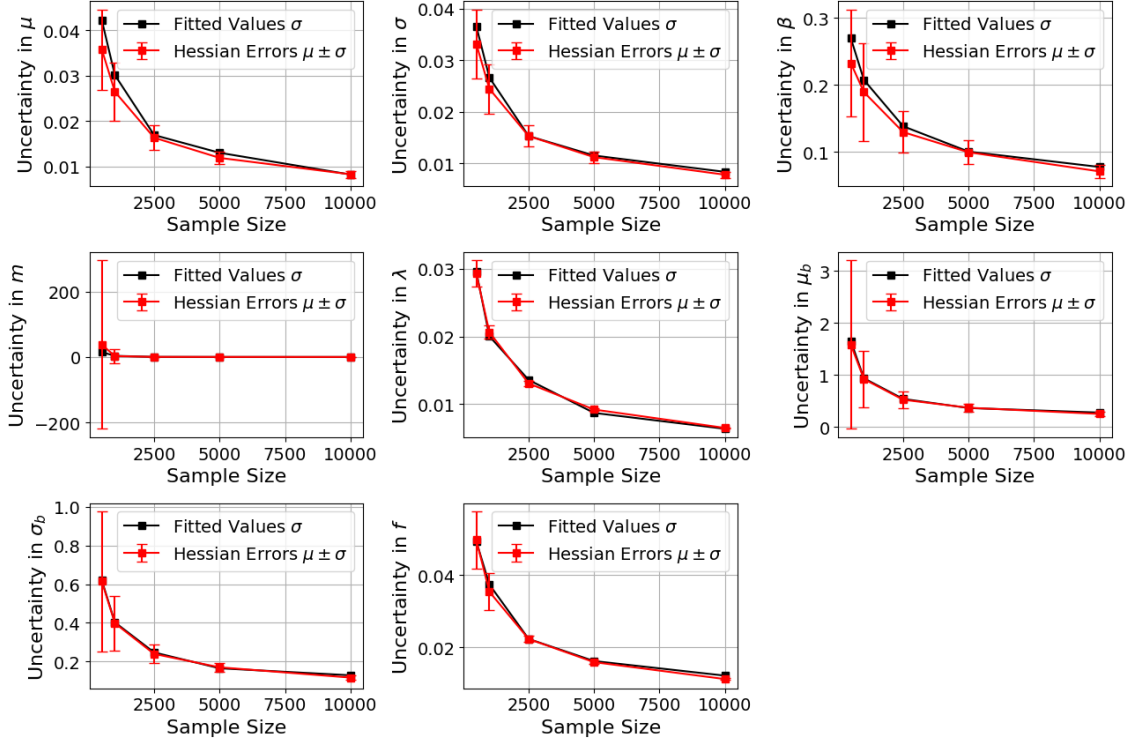 Uncertainty in μ
0.04
0.03
0.02
0.01
Fitted Values σ
Hessian Errors μ ± σ
2500 5000 7500 10000
Sample Size
Uncertainty in σ
0.04
0.03
0.02
0.01
Fitted Values σ
Hessian Errors μ ± σ
2500 5000 7500 10000
Sample Size
Uncertainty in β
0.3
0.2
0.1
Fitted Values σ
Hessian Errors μ ± σ
2500 5000 7500 10000
Sample Size
Uncertainty in m
200
0
−200
Fitted Values σ
Hessian Errors μ ± σ
2500 5000 7500 10000
Sample Size
Uncertainty in λ
0.03
0.02
0.01
Fitted Values σ
Hessian Errors μ ± σ
2500 5000 7500 10000
Sample Size
Uncertainty in μ_b
3
2
1
0
Fitted Values σ
Hessian Errors μ ± σ
2500 5000 7500 10000
Sample Size
Uncertainty in σ_b
1.0
0.8
0.6
0.4
0.2
Fitted Values σ
Hessian Errors μ ± σ
2500 5000 7500 10000
Sample Size
Uncertainty in f
0.04
0.02
Fitted Values σ
Hessian Errors μ ± σ
2500 5000 7500 10000
Sample Size